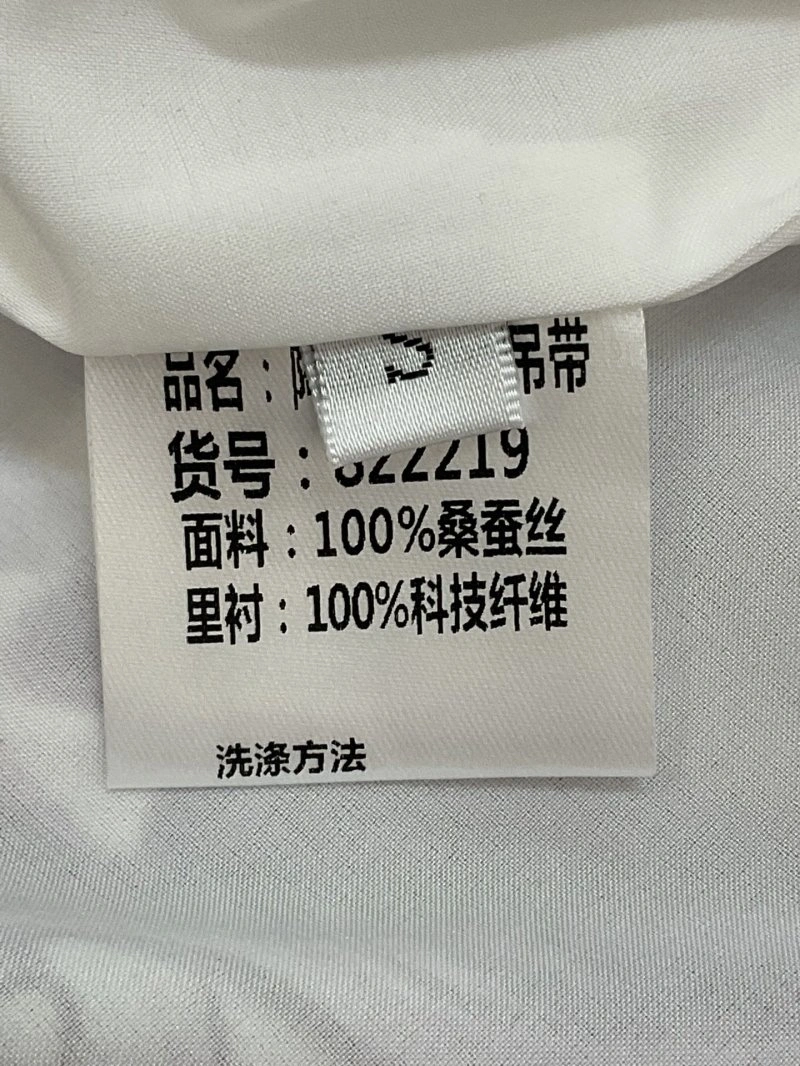 S
品名： 吊带
货号：822219
面料：100%桑蚕丝
里衬：100%科技纤维
洗涤方法